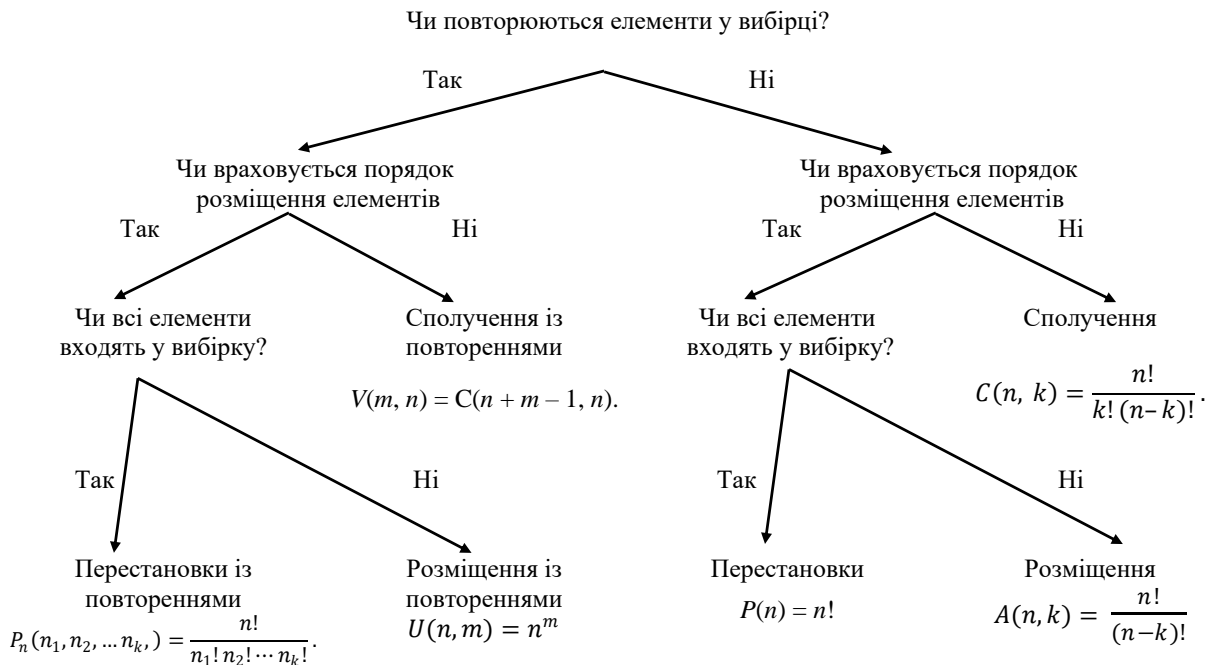 Чи повторюються елементи у вибірці?
Так
Ні
Чи враховується порядок
розміщення елементів
Чи враховується порядок
розміщення елементів
Так
Ні
Так
Ні
Чи всі елементи
входять у вибірку?
Сполучення із
повтореннями
V(m, n) = C(n + m – 1, n).
Чи всі елементи
входять у вибірку?
Сполучення
C(n, k) = n! / k! (n–k)! .
Так
Ні
Так
Ні
Перестановки із
повтореннями
P_n(n_1, n_2, … n_k,) = n! / n_1! n_2! ⋯ n_k! .
Розміщення із
повтореннями
U(n, m) = n^m
Перестановки
P(n) = n!
Розміщення
A(n, k) = n! / (n−k)!